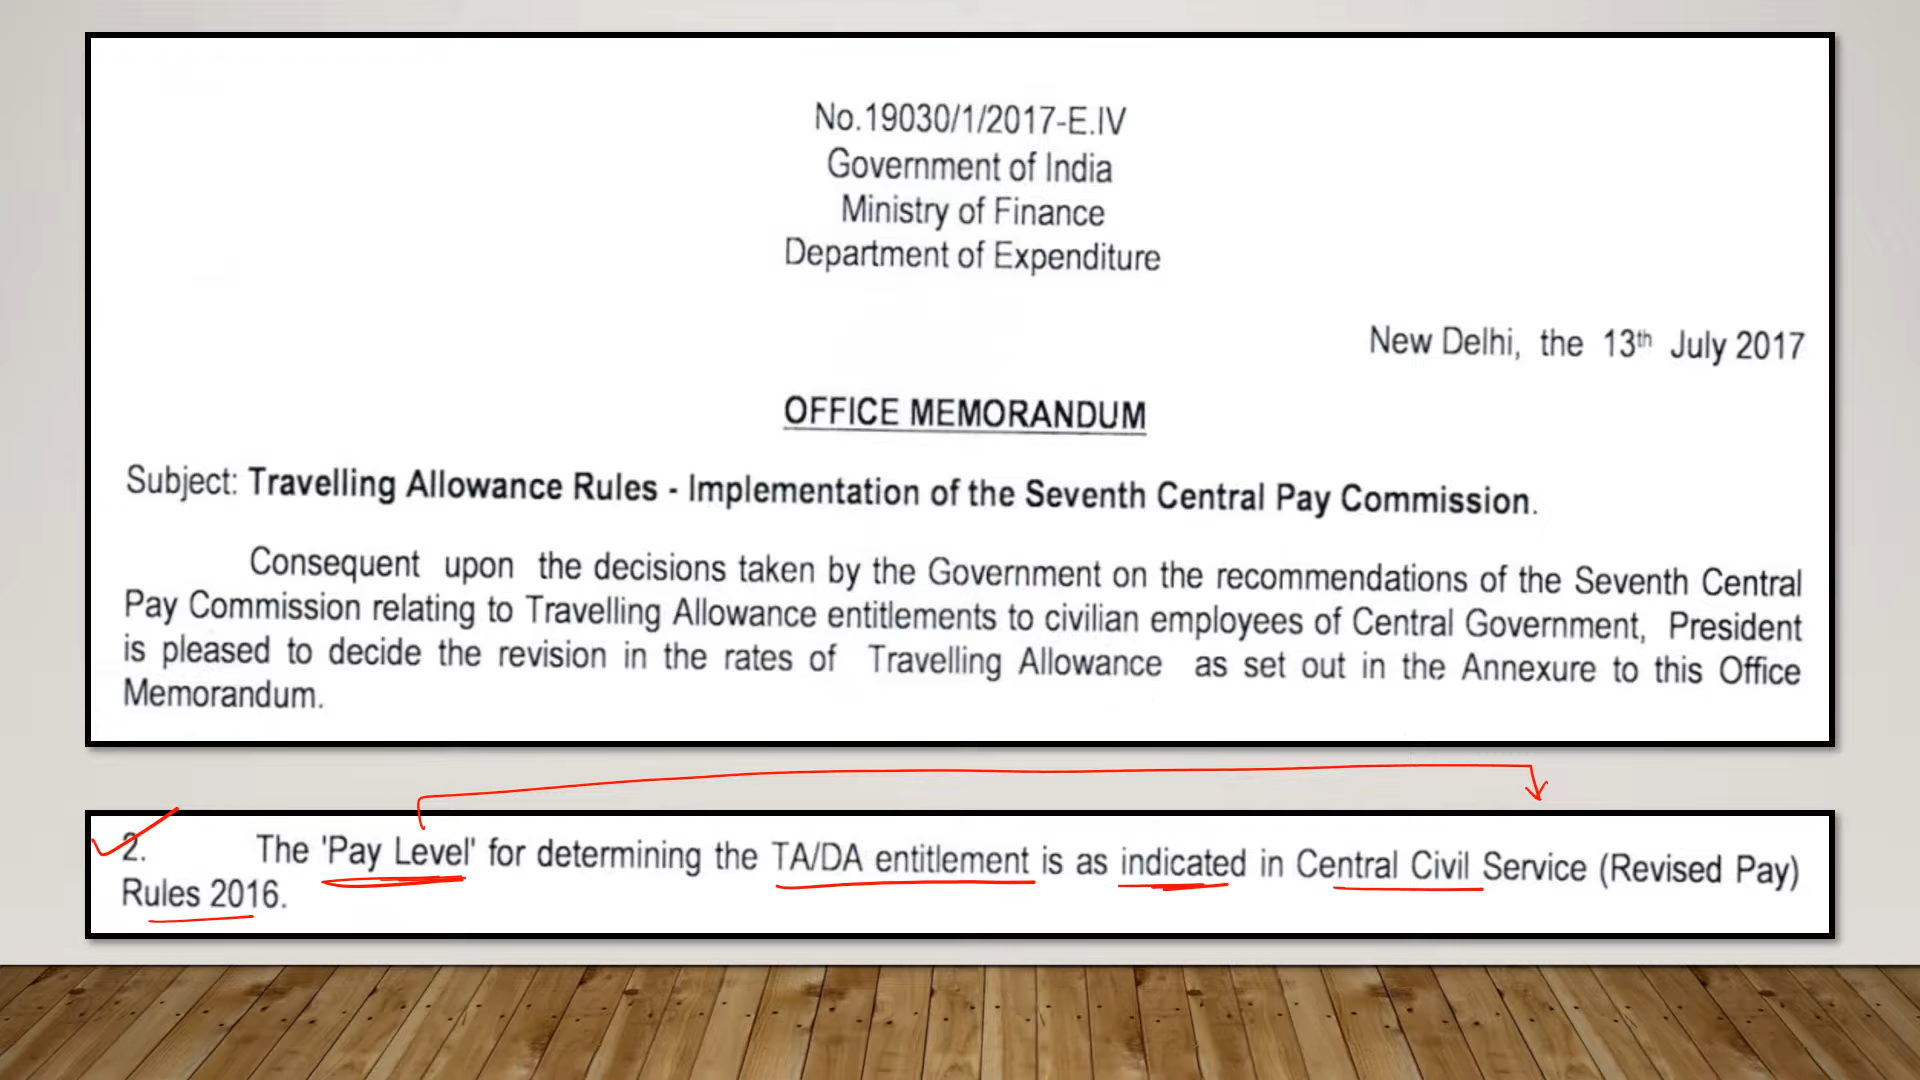 No.19030/1/2017-E.IV
Government of India
Ministry of Finance
Department of Expenditure
New Delhi, the 13th July 2017
OFFICE MEMORANDUM
Subject: Travelling Allowance Rules - Implementation of the Seventh Central Pay Commission.
Consequent upon the decisions taken by the Government on the recommendations of the Seventh Central
Pay Commission relating to Travelling Allowance entitlements to civilian employees of Central Government, President
is pleased to decide the revision in the rates of Travelling Allowance as set out in the Annexure to this Office
Memorandum.
2. The 'Pay Level' for determining the TA/DA entitlement is as indicated in Central Civil Service (Revised Pay)
Rules 2016.